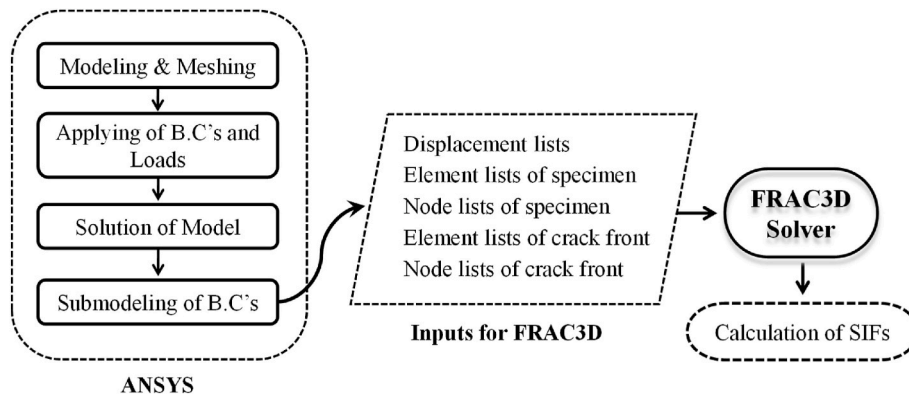 Modeling & Meshing
Applying of B.C's and
Loads
Solution of Model
Submodeling of B.C's
ANSYS
Displacement lists
Element lists of specimen
Node lists of specimen
Element lists of crack front
Node lists of crack front
Inputs for FRAC3D
FRAC3D
Solver
Calculation of SIFs